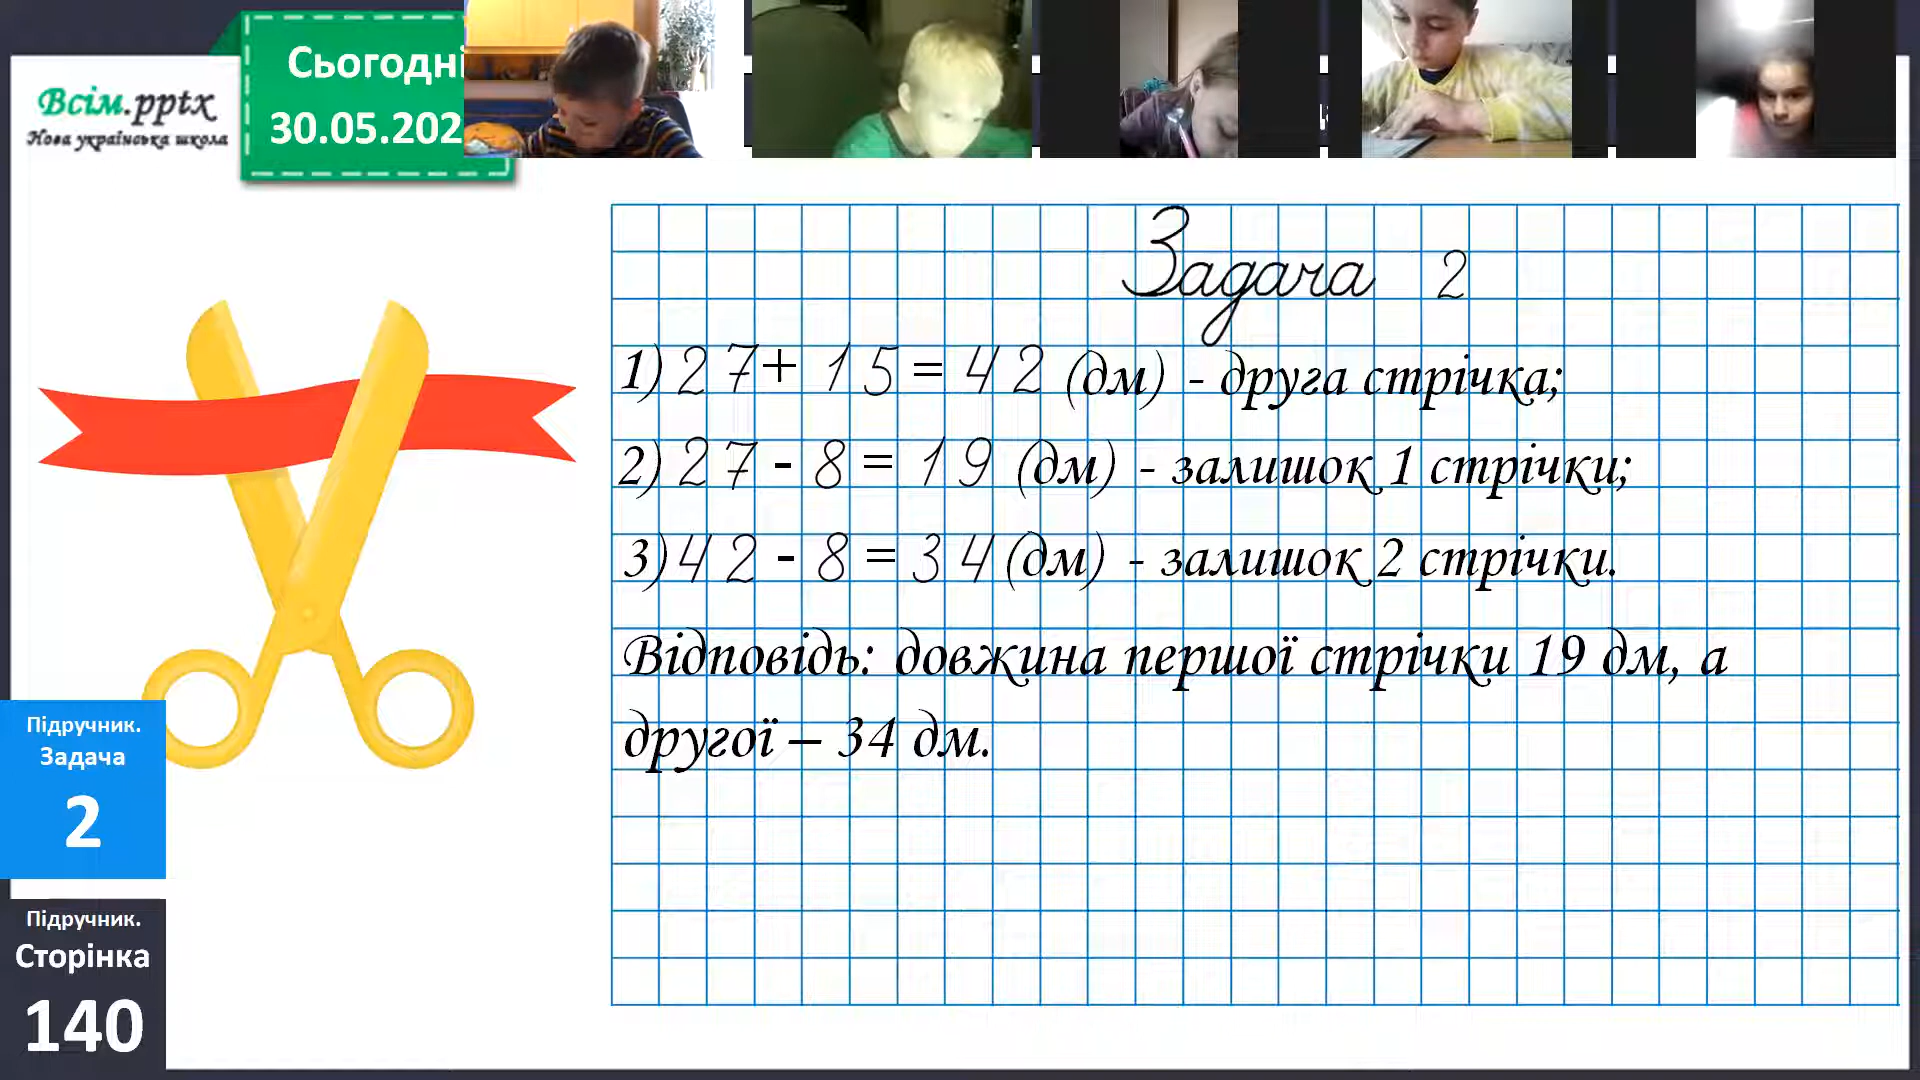 Всім.pptx
Нова українська школа
Сьогодні
30.05.202
Задача 2
1) 27 + 15 = 42 (дм) - друга стрічка;
2) 27 - 8 = 19 (дм) - залишок 1 стрічки;
3) 42 - 8 = 34 (дм) - залишок 2 стрічки.
Відповідь: довжина першої стрічки 19 дм, а
другої – 34 дм.
Підручник.
Задача
2
Підручник.
Сторінка
140